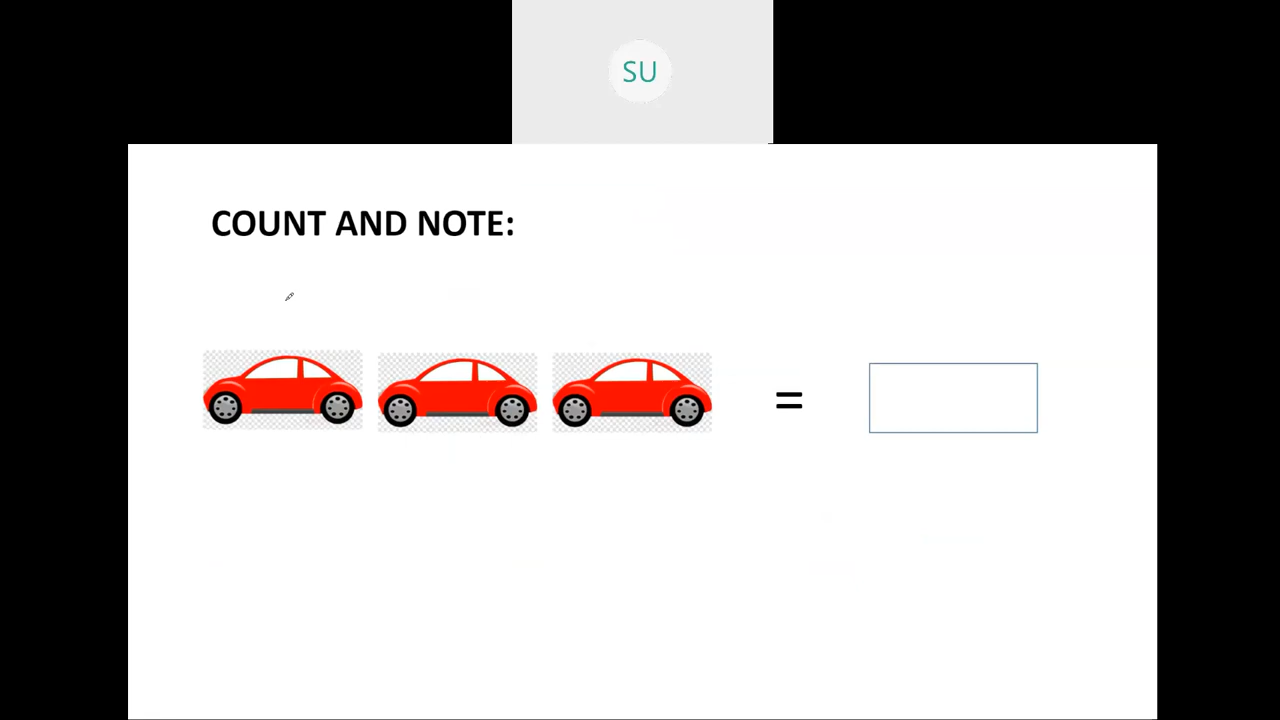 SU
COUNT AND NOTE:
=